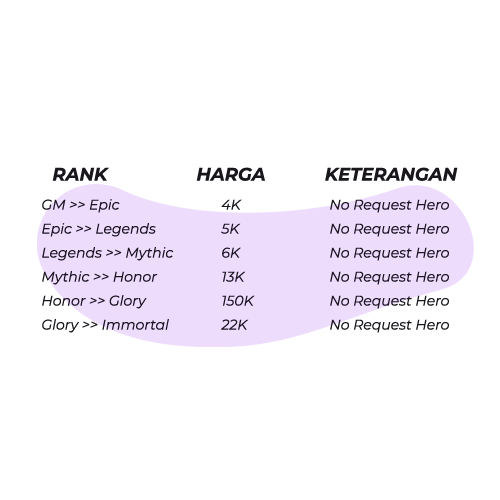 RANK HARGA KETERANGAN
GM >> Epic 4K No Request Hero
Epic >> Legends 5K No Request Hero
Legends >> Mythic 6K No Request Hero
Mythic >> Honor 13K No Request Hero
Honor >> Glory 150K No Request Hero
Glory >> Immortal 22K No Request Hero